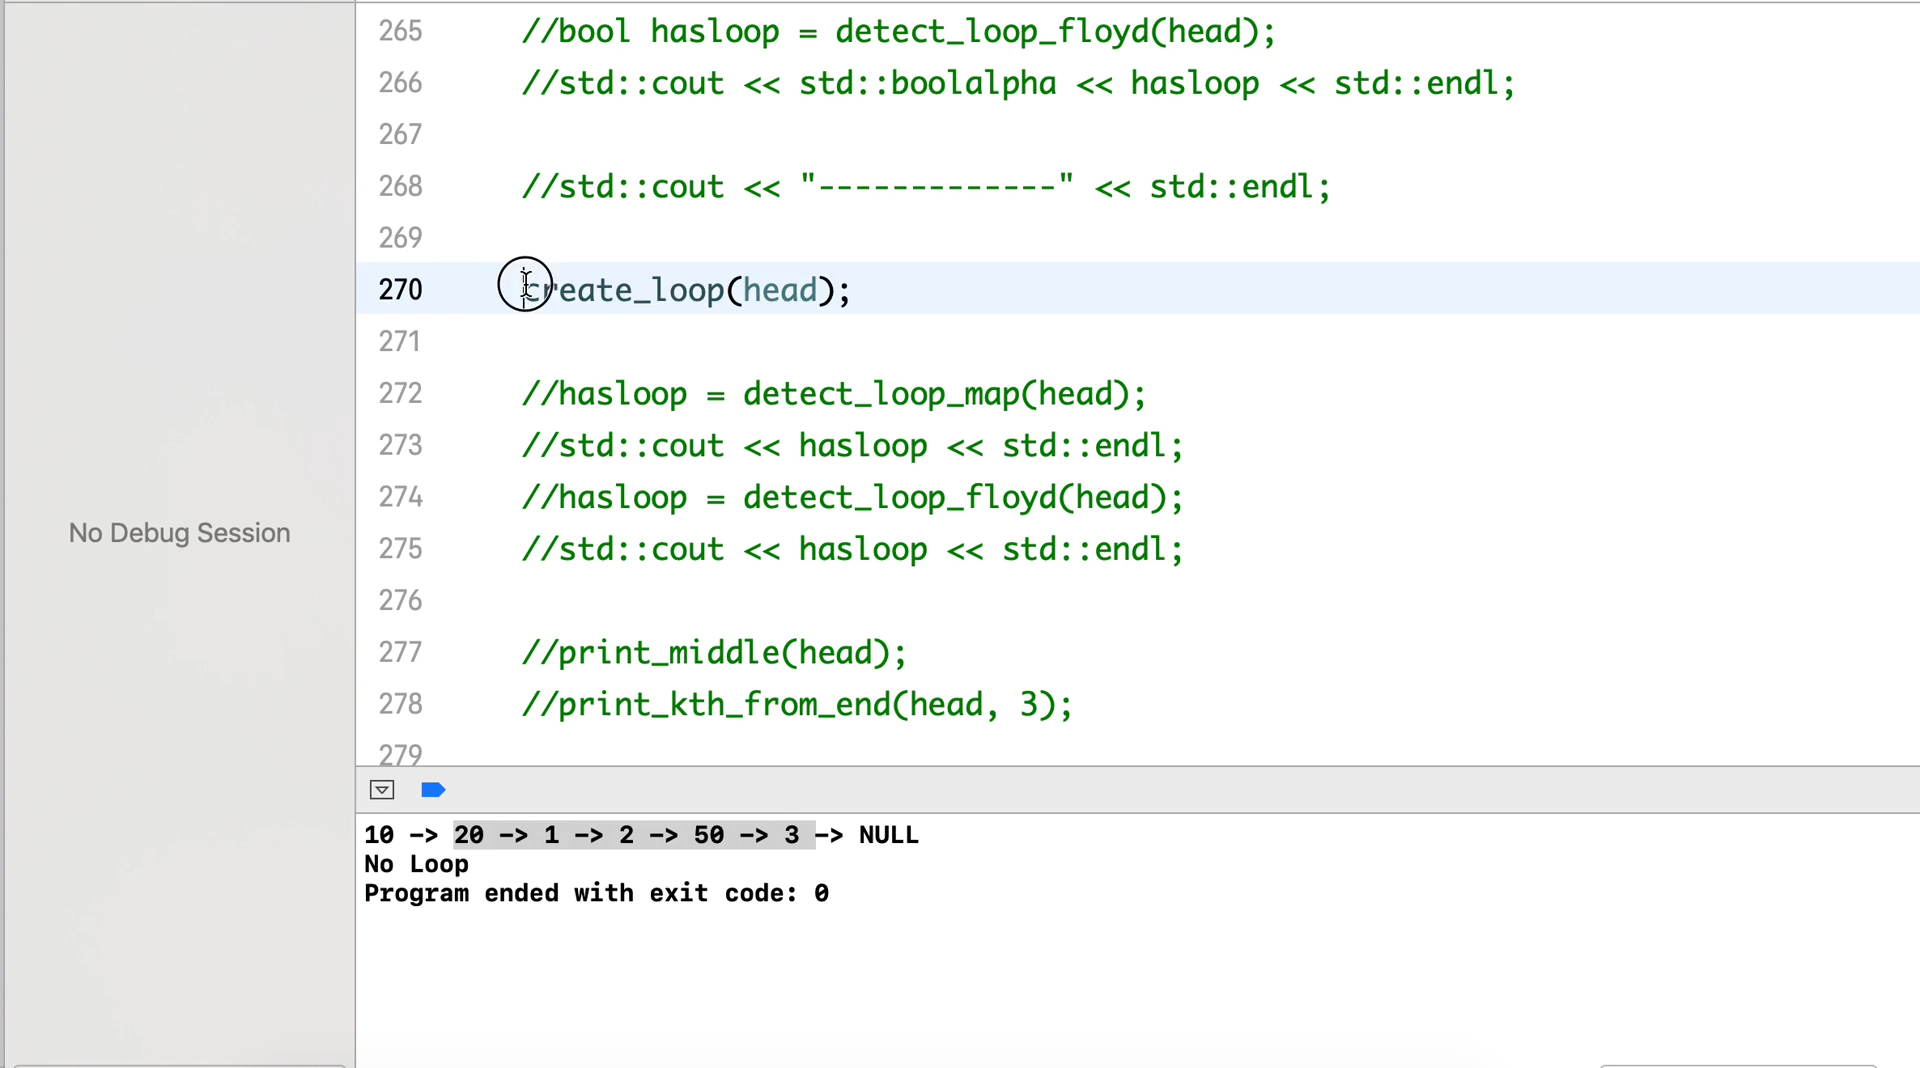 265 //bool hasloop = detect_loop_floyd(head);
266 //std::cout << std::boolalpha << hasloop << std::endl;
267
268 //std::cout << "-------------" << std::endl;
269
270 create_loop(head);
271
272 //hasloop = detect_loop_map(head);
273 //std::cout << hasloop << std::endl;
274 //hasloop = detect_loop_floyd(head);
275 //std::cout << hasloop << std::endl;
276
277 //print_middle(head);
278 //print_kth_from_end(head, 3);
279
No Debug Session
10 -> 20 -> 1 -> 2 -> 50 -> 3 -> NULL
No Loop
Program ended with exit code: 0